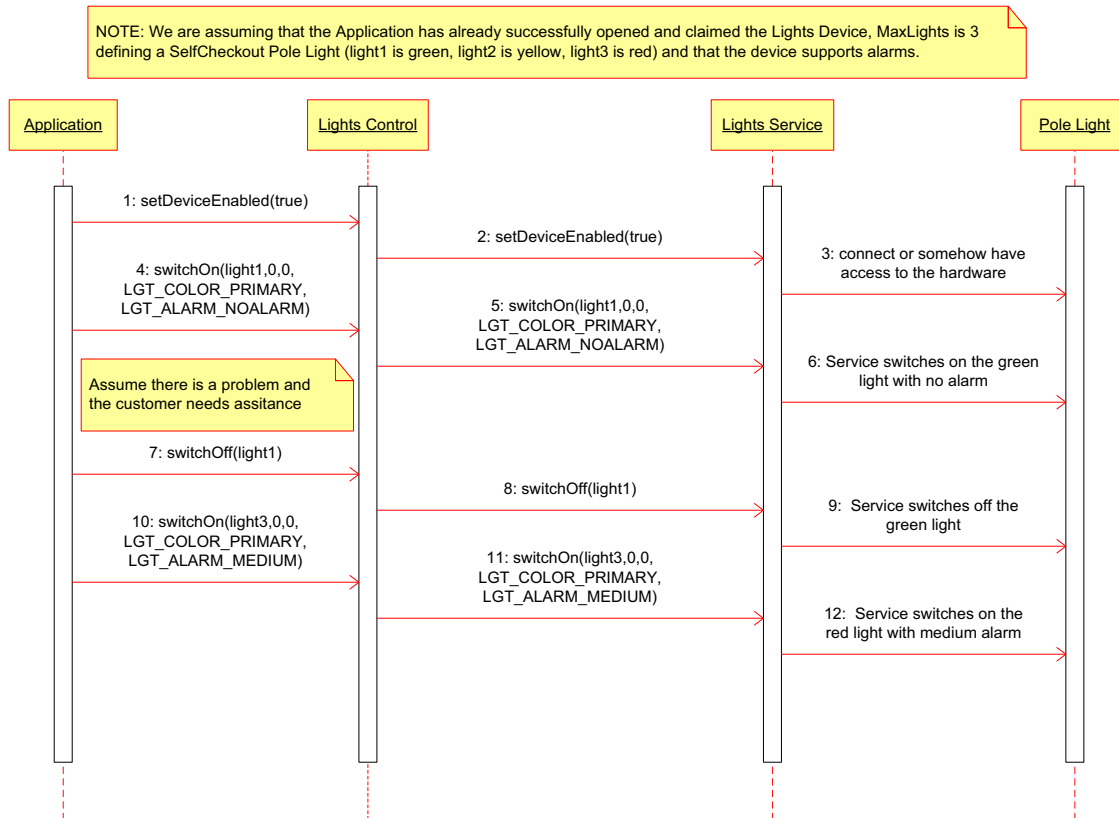 NOTE: We are assuming that the Application has already successfully opened and claimed the Lights Device, MaxLights is 3
defining a SelfCheckout Pole Light (light1 is green, light2 is yellow, light3 is red) and that the device supports alarms.
Application
Lights Control
Lights Service
Pole Light
1: setDeviceEnabled(true)
2: setDeviceEnabled(true)
3: connect or somehow have
access to the hardware
4: switchOn(light1,0,0,
LGT_COLOR_PRIMARY,
LGT_ALARM_NOALARM)
5: switchOn(light1,0,0,
LGT_COLOR_PRIMARY,
LGT_ALARM_NOALARM)
6: Service switches on the green
light with no alarm
Assume there is a problem and
the customer needs assitance
7: switchOff(light1)
8: switchOff(light1)
9:  Service switches off the
green light
10: switchOn(light3,0,0,
LGT_COLOR_PRIMARY,
LGT_ALARM_MEDIUM)
11: switchOn(light3,0,0,
LGT_COLOR_PRIMARY,
LGT_ALARM_MEDIUM)
12:  Service switches on the
red light with medium alarm